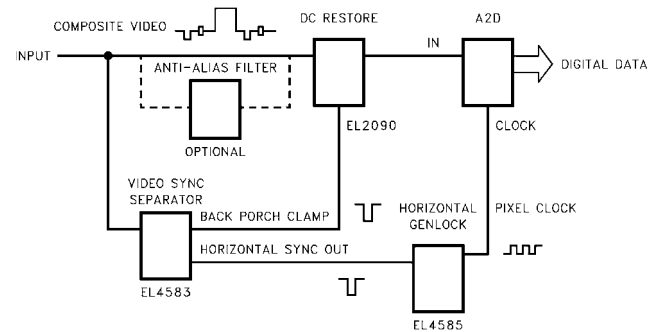 COMPOSITE VIDEO
DC RESTORE
A2D
INPUT
IN
ANTI-ALIAS FILTER
DIGITAL DATA
EL2090
CLOCK
OPTIONAL
VIDEO SYNC
SEPARATOR
BACK PORCH CLAMP
HORIZONTAL
GENLOCK
PIXEL CLOCK
HORIZONTAL SYNC OUT
EL4583
EL4585